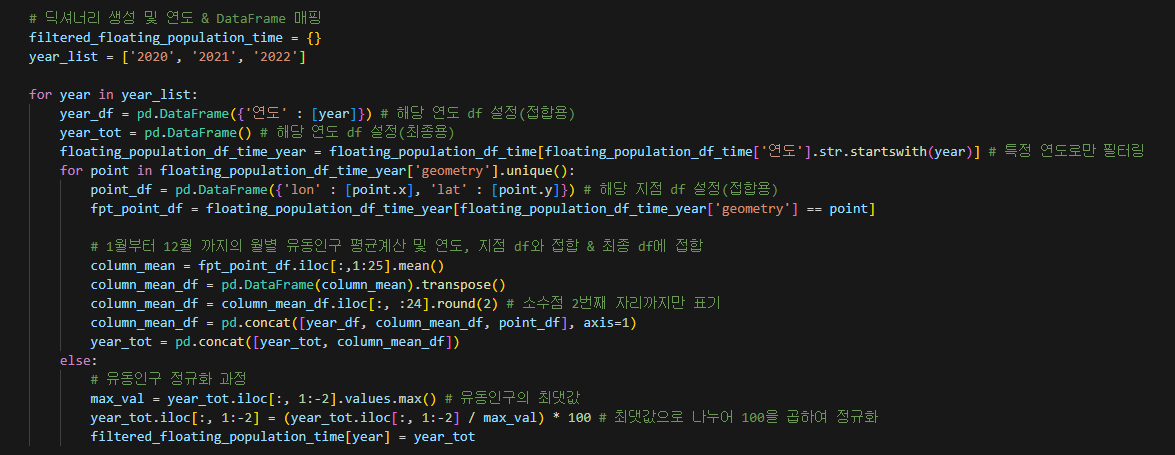 # 딕셔너리 생성 및 연도 & DataFrame 매핑
filtered_floating_population_time = {}
year_list = ['2020', '2021', '2022']
for year in year_list:
year_df = pd.DataFrame({'연도' : [year]}) # 해당 연도 df 설정(접합용)
year_tot = pd.DataFrame() # 해당 연도 df 설정(최종용)
floating_population_df_time_year = floating_population_df_time[floating_population_df_time['연도'].str.startswith(year)] # 특정 연도로만 필터링
for point in floating_population_df_time_year['geometry'].unique():
point_df = pd.DataFrame({'lon' : [point.x], 'lat' : [point.y]}) # 해당 지점 df 설정(접합용)
fpt_point_df = floating_population_df_time_year[floating_population_df_time_year['geometry'] == point]
# 1월부터 12월 까지의 월별 유동인구 평균계산 및 연도, 지점 df와 접합 & 최종 df에 접합
column_mean = fpt_point_df.iloc[:,1:25].mean()
column_mean_df = pd.DataFrame(column_mean).transpose()
column_mean_df = column_mean_df.iloc[:, :24].round(2) # 소수점 2번째 자리까지만 표기
column_mean_df = pd.concat([year_df, column_mean_df, point_df], axis=1)
year_tot = pd.concat([year_tot, column_mean_df])
else:
# 유동인구 정규화 과정
max_val = year_tot.iloc[:, 1:-2].values.max() # 유동인구의 최댓값
year_tot.iloc[:, 1:-2] = (year_tot.iloc[:, 1:-2] / max_val) * 100 # 최댓값으로 나누어 100을 곱하여 정규화
filtered_floating_population_time[year] = year_tot